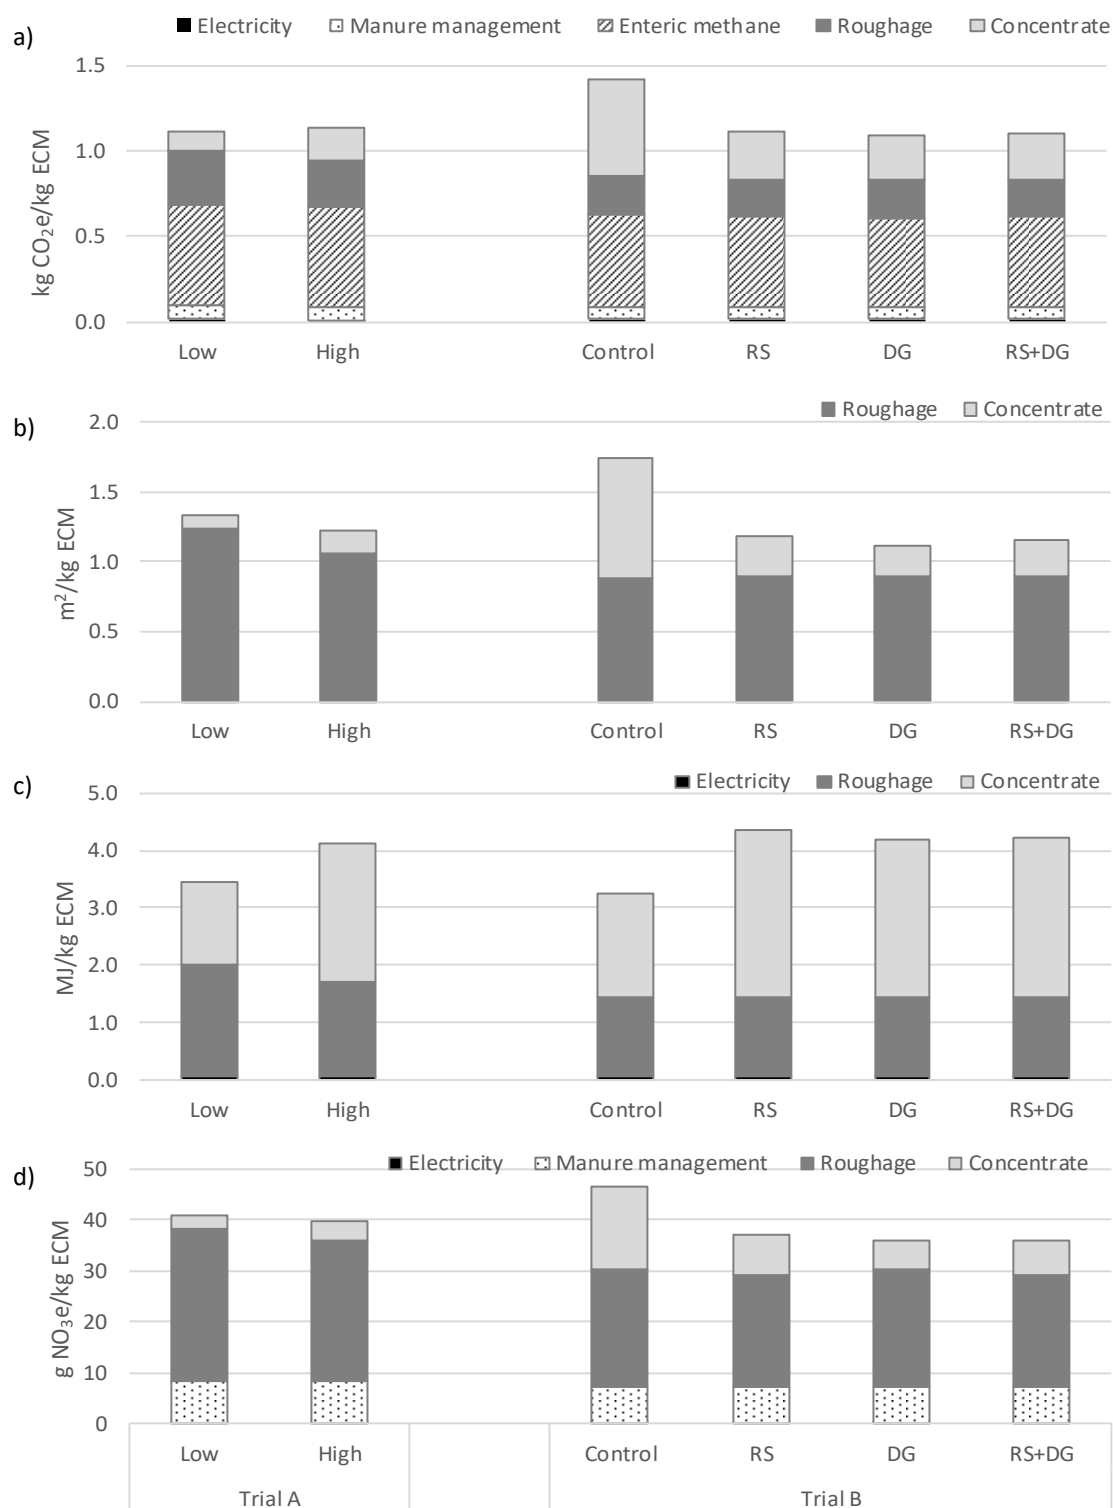 a)
Electricity Manure management Enteric methane Roughage Concentrate
kg CO₂e/kg ECM
1.5
1.0
0.5
0.0
Low High Control RS DG RS+DG
b)
Roughage Concentrate
m²/kg ECM
2.0
1.5
1.0
0.5
0.0
Low High Control RS DG RS+DG
c)
Electricity Roughage Concentrate
MJ/kg ECM
5.0
4.0
3.0
2.0
1.0
0.0
Low High Control RS DG RS+DG
d)
Electricity Manure management Roughage Concentrate
g NO₃e/kg ECM
50
40
30
20
10
0
Low High Control RS DG RS+DG
Trial A Trial B